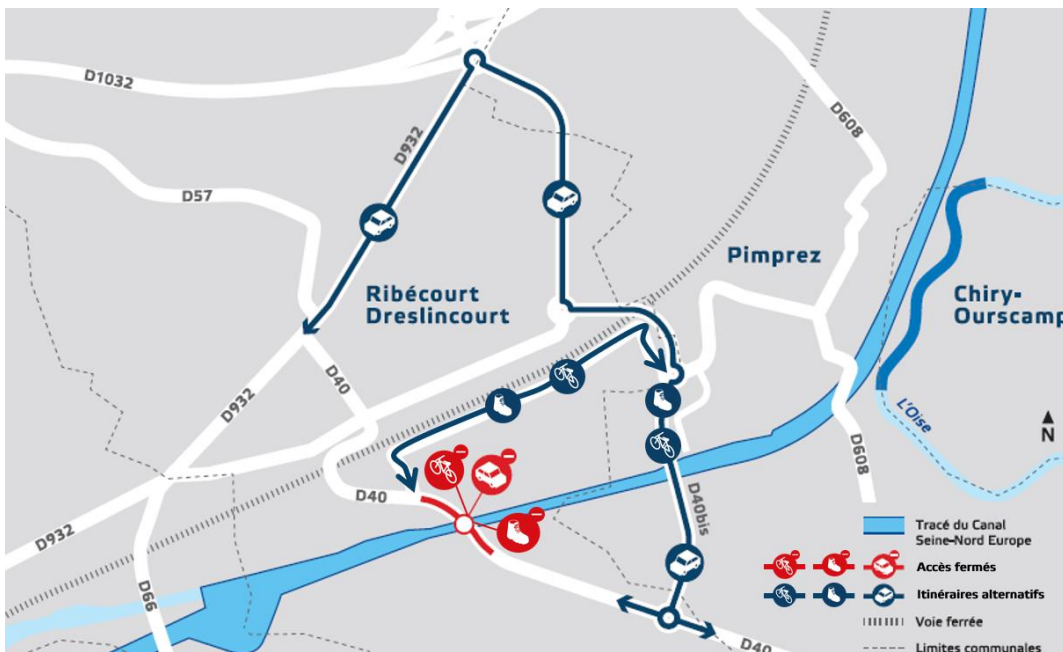 D1032
D932
D608
D57
Pimprez
Ribécourt
Dreslincourt
Chiry-
Ourscamp
D40
D932
L'Oise
N
D608
D40
D40bis
D932
D66
D40
Tracé du Canal
Seine-Nord Europe
Accès fermés
Itinéraires alternatifs
Voie ferrée
Limites communales